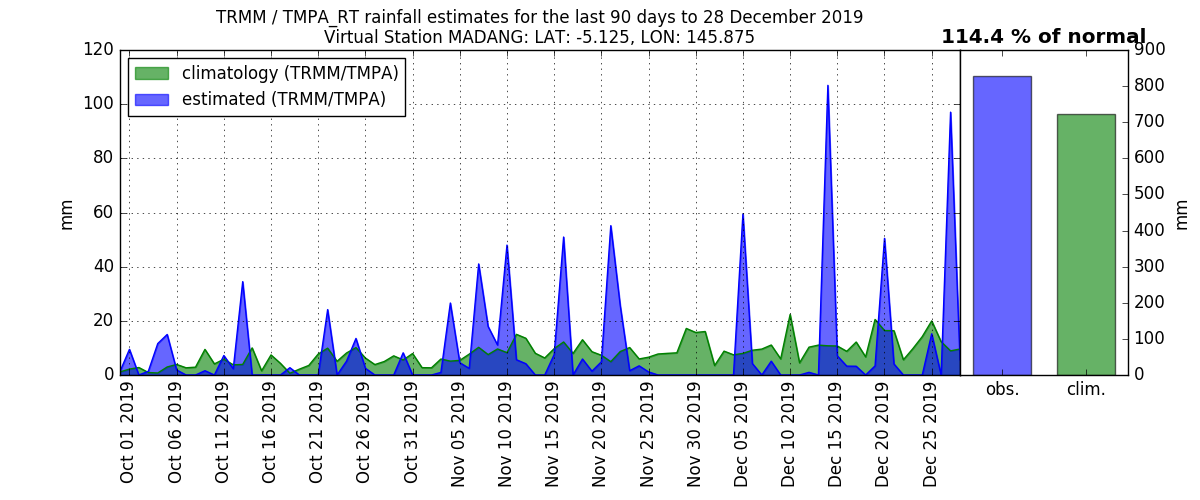 TRMM / TMPA_RT rainfall estimates for the last 90 days to 28 December 2019
Virtual Station MADANG: LAT: -5.125, LON: 145.875
114.4 % of normal
climatology (TRMM/TMPA)
estimated (TRMM/TMPA)
120
100
80
60
40
20
0
mm
900
800
700
600
500
400
300
200
100
0
mm
obs.
clim.
Oct 01 2019
Oct 06 2019
Oct 11 2019
Oct 16 2019
Oct 21 2019
Oct 26 2019
Oct 31 2019
Nov 05 2019
Nov 10 2019
Nov 15 2019
Nov 20 2019
Nov 25 2019
Nov 30 2019
Dec 05 2019
Dec 10 2019
Dec 15 2019
Dec 20 2019
Dec 25 2019